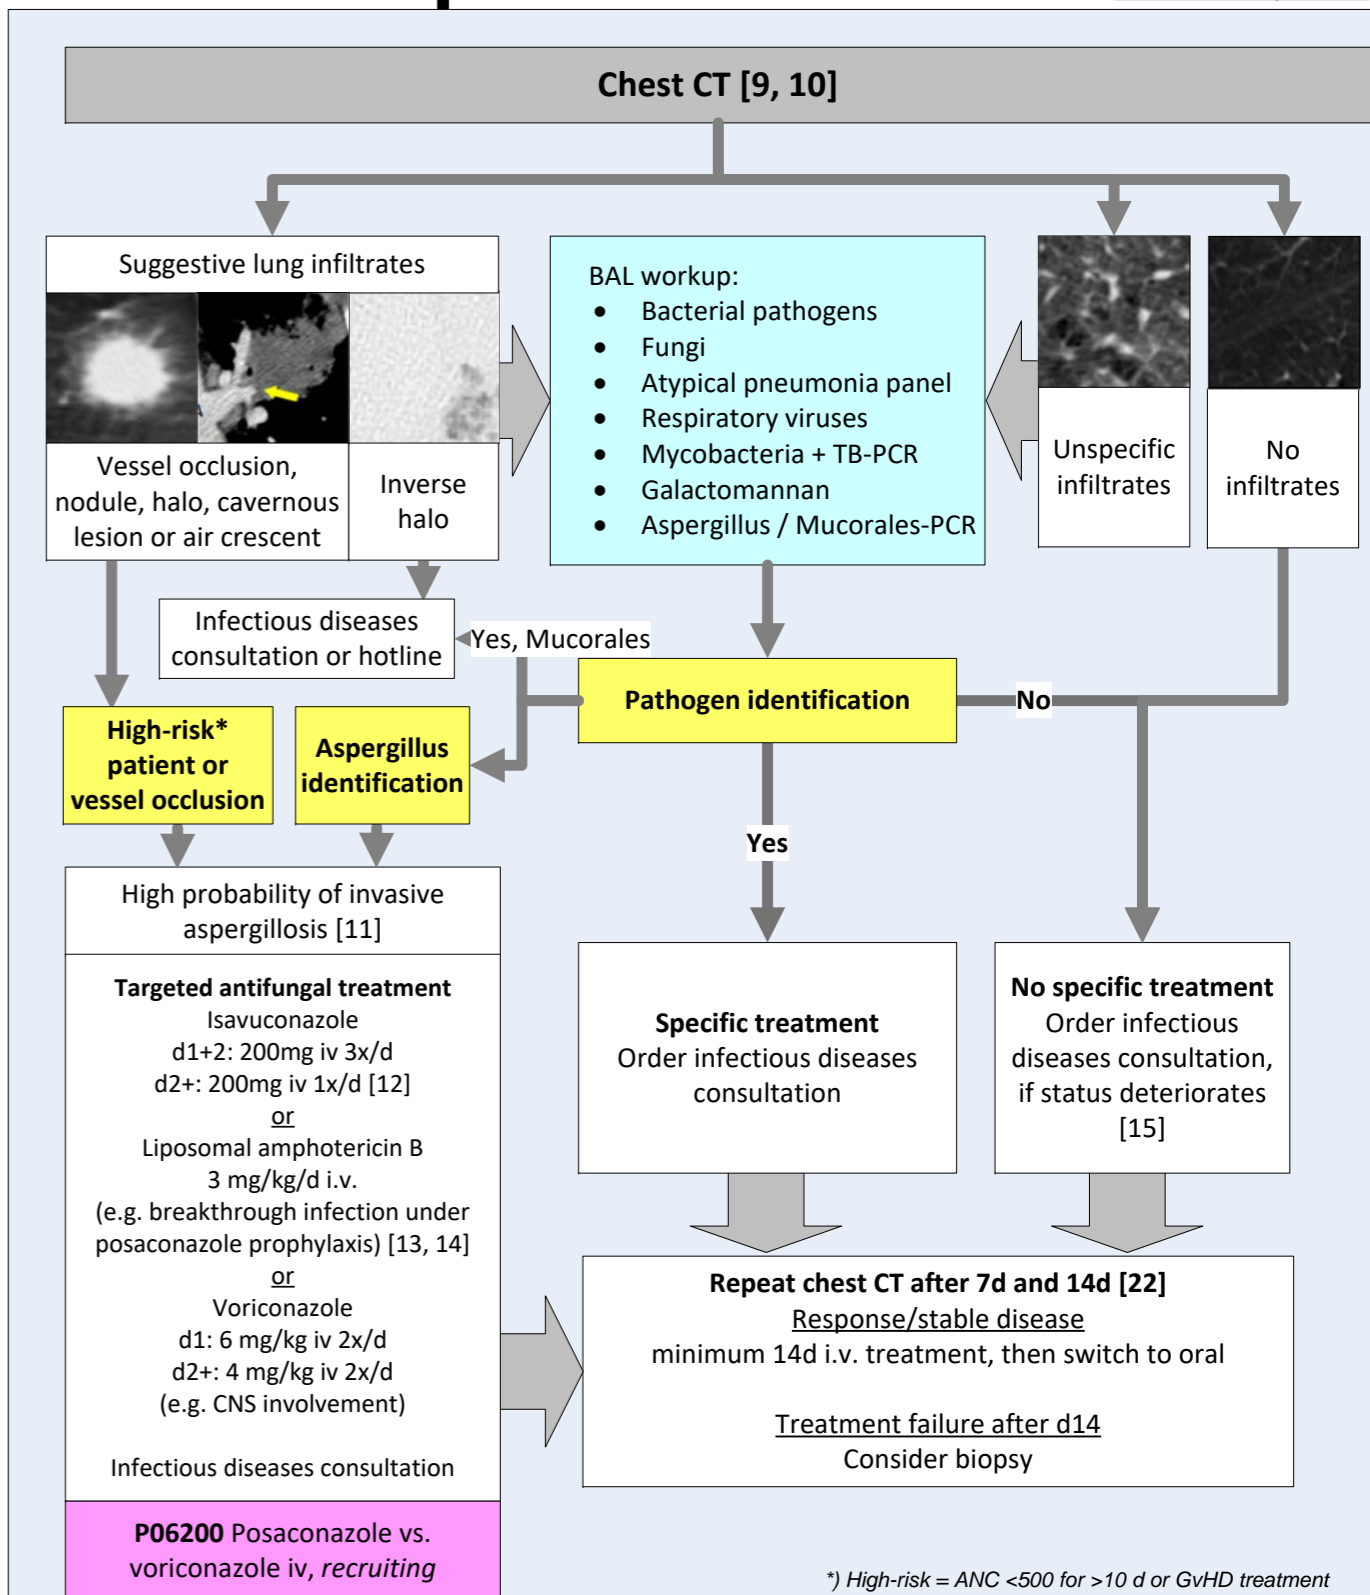 Chest CT [9, 10]
Suggestive lung infiltrates
Vessel occlusion,
nodule, halo, cavernous
lesion or air crescent
Inverse
halo
BAL workup:
• Bacterial pathogens
• Fungi
• Atypical pneumonia panel
• Respiratory viruses
• Mycobacteria + TB-PCR
• Galactomannan
• Aspergillus / Mucorales-PCR
Unspecific
infiltrates
No
infiltrates
Infectious diseases
consultation or hotline
Yes, Mucorales
Pathogen identification
No
High-risk*
patient or
vessel occlusion
Aspergillus
identification
Yes
High probability of invasive
aspergillosis [11]
Targeted antifungal treatment
Isavuconazole
d1+2: 200mg iv 3x/d
d2+: 200mg iv 1x/d [12]
or
Liposomal amphotericin B
3 mg/kg/d i.v.
(e.g. breakthrough infection under
posaconazole prophylaxis) [13, 14]
or
Voriconazole
d1: 6 mg/kg iv 2x/d
d2+: 4 mg/kg iv 2x/d
(e.g. CNS involvement)
Infectious diseases consultation
P06200 Posaconazole vs.
voriconazole iv, recruiting
Specific treatment
Order infectious diseases
consultation
No specific treatment
Order infectious
diseases consultation,
if status deteriorates
[15]
Repeat chest CT after 7d and 14d [22]
Response/stable disease
minimum 14d i.v. treatment, then switch to oral
Treatment failure after d14
Consider biopsy
*) High-risk = ANC <500 for >10 d or GvHD treatment